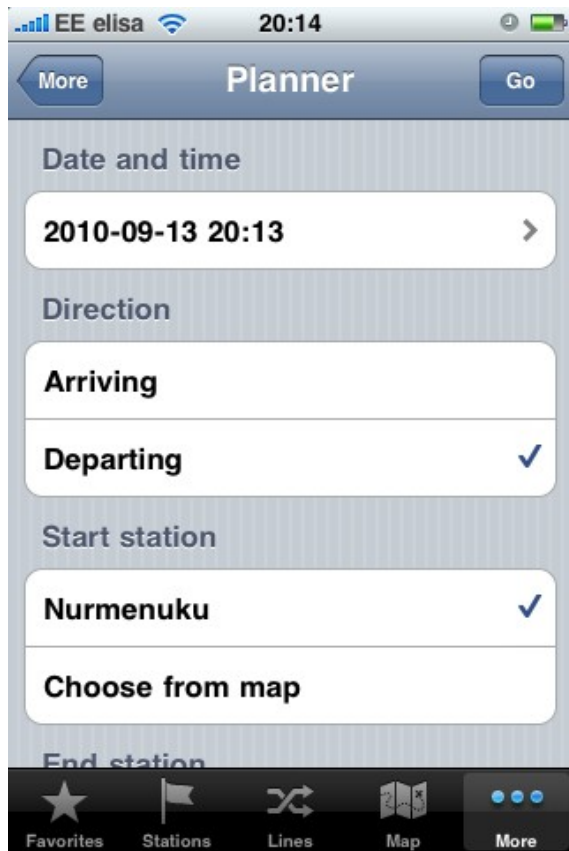 EE elisa 20:14
More Planner Go
Date and time
2010-09-13 20:13
Direction
Arriving
Departing
Start station
Nurmenuku
Choose from map
End station
Favorites Stations Lines Map More